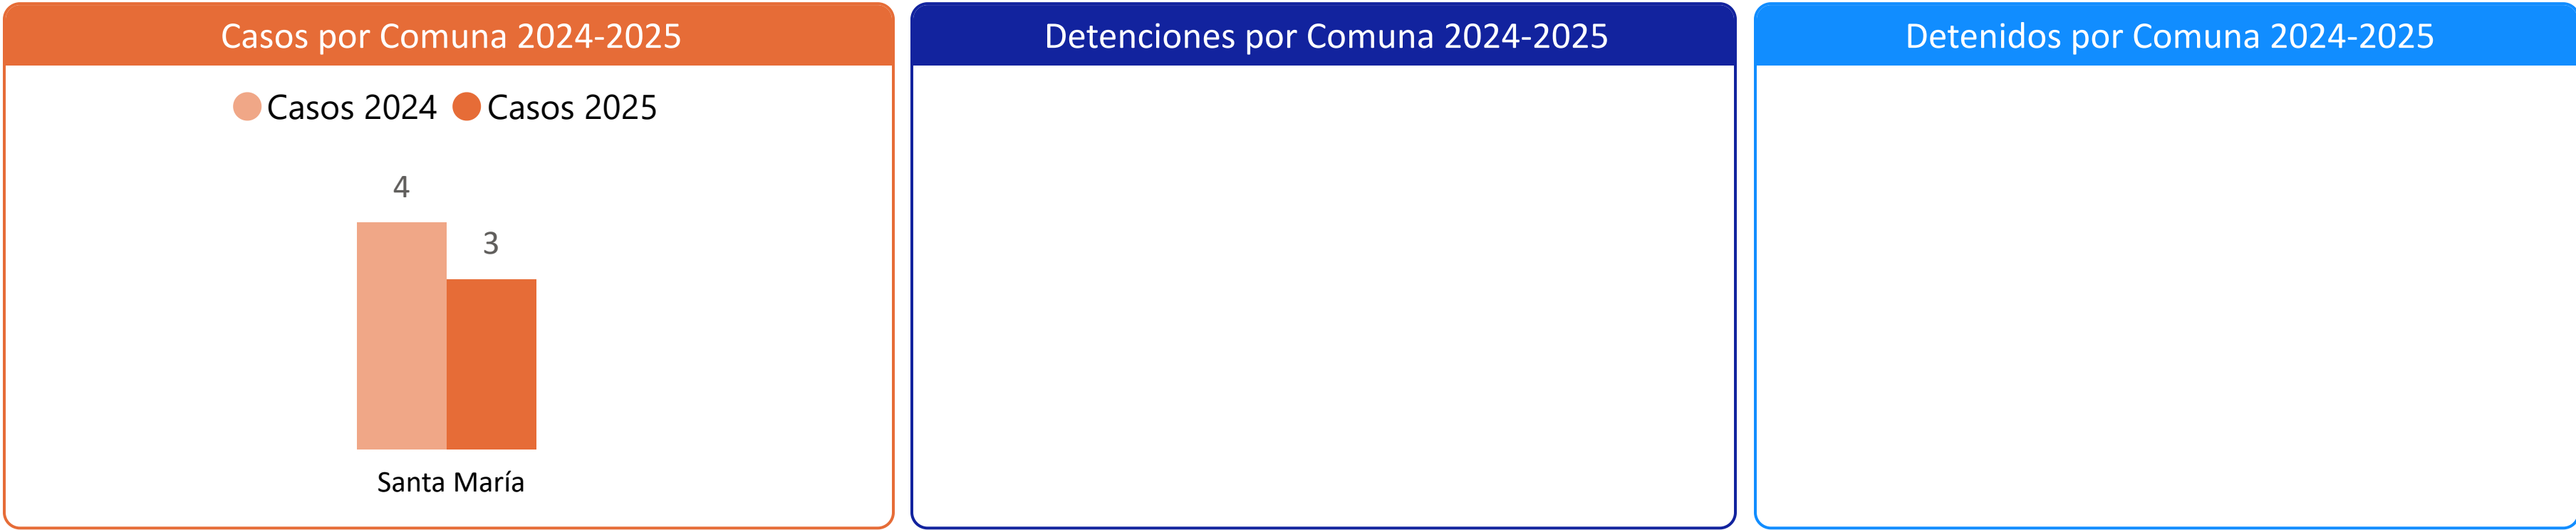 Casos por Comuna 2024-2025
Casos 2024 Casos 2025
4
3
Santa María
Detenciones por Comuna 2024-2025
Detenidos por Comuna 2024-2025